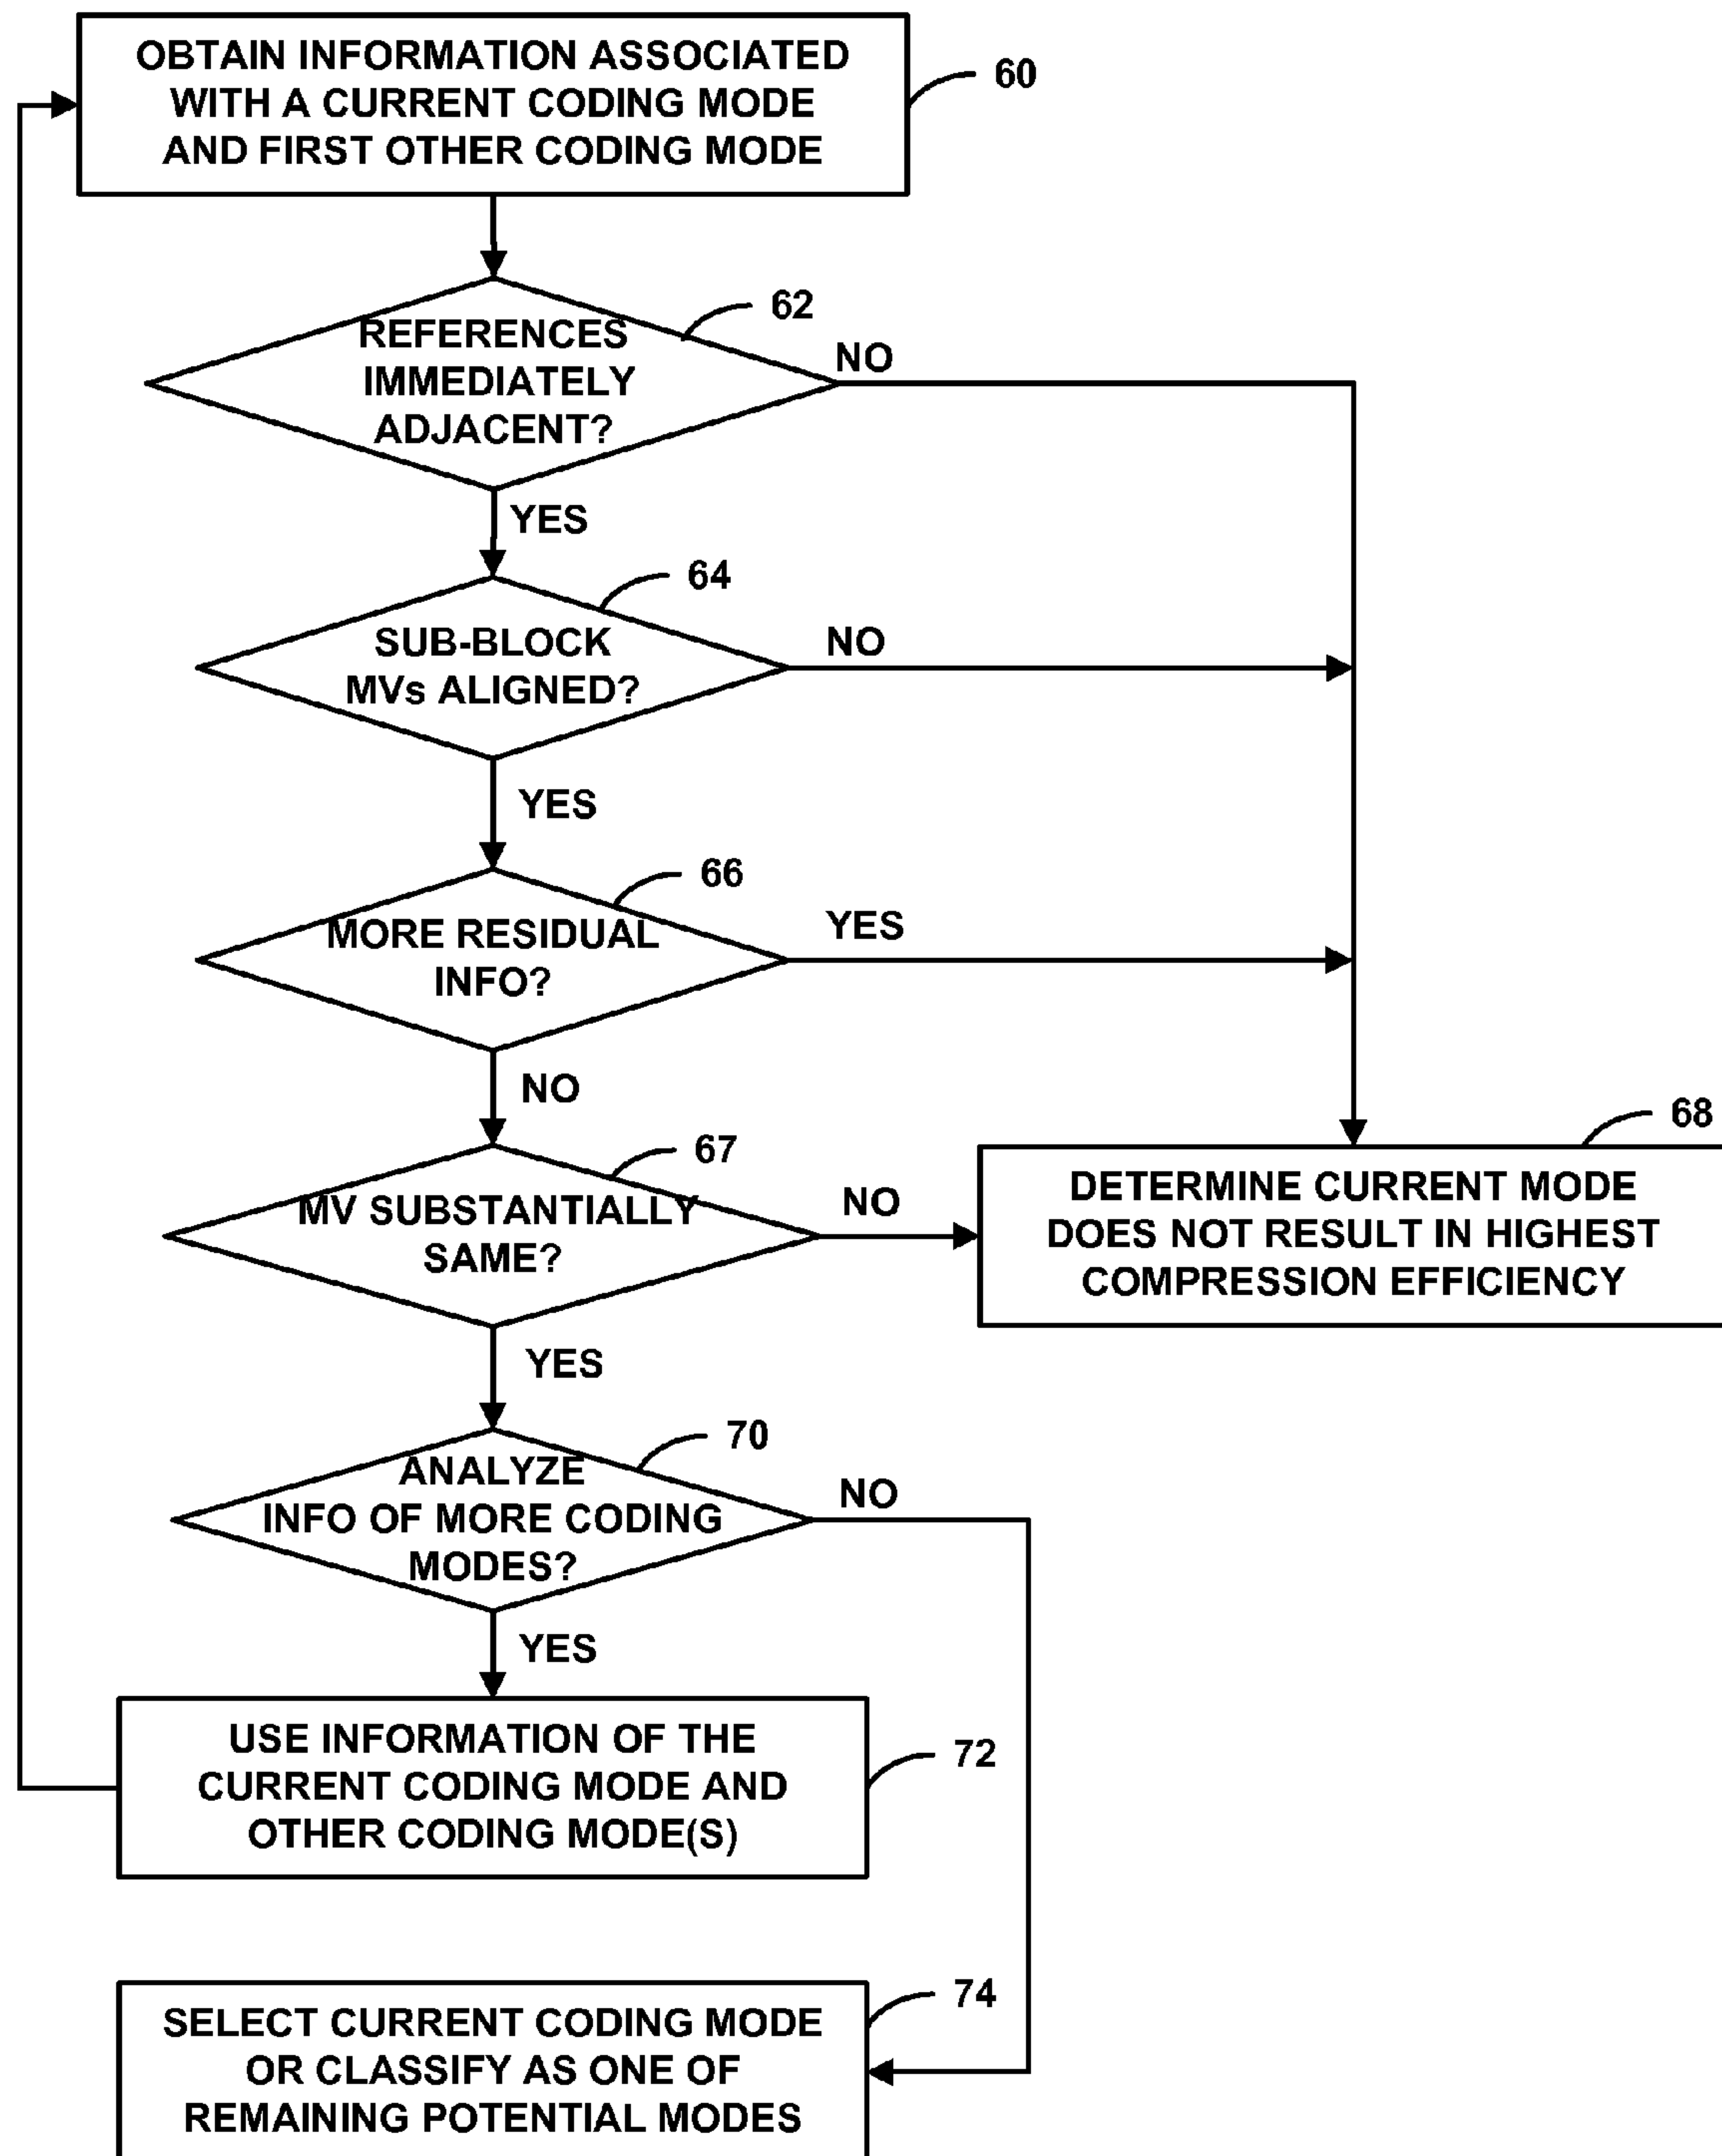 OBTAIN INFORMATION ASSOCIATED
WITH A CURRENT CODING MODE
AND FIRST OTHER CODING MODE
60
REFERENCES
IMMEDIATELY
ADJACENT?
62
NO
YES
SUB-BLOCK
MVs ALIGNED?
64
NO
YES
MORE RESIDUAL
INFO?
66
YES
NO
MV SUBSTANTIALLY
SAME?
67
NO
68
DETERMINE CURRENT MODE
DOES NOT RESULT IN HIGHEST
COMPRESSION EFFICIENCY
YES
ANALYZE
INFO OF MORE CODING
MODES?
70
NO
YES
USE INFORMATION OF THE
CURRENT CODING MODE AND
OTHER CODING MODE(S)
72
SELECT CURRENT CODING MODE
OR CLASSIFY AS ONE OF
REMAINING POTENTIAL MODES
74